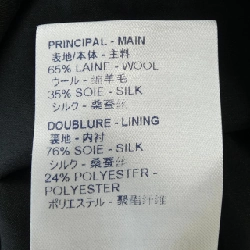 PRINCIPAL - MAIN
表地/本体 - 主料
65% LAINE - WOOL
ウール - 綿羊毛
35% SOIE - SILK
シルク - 桑蚕丝
DOUBLURE - LINING
裏地 - 内衬
76% SOIE - SILK
シルク - 桑蚕丝
24% POLYESTER -
POLYESTER
ポリエステル - 聚酯纤维